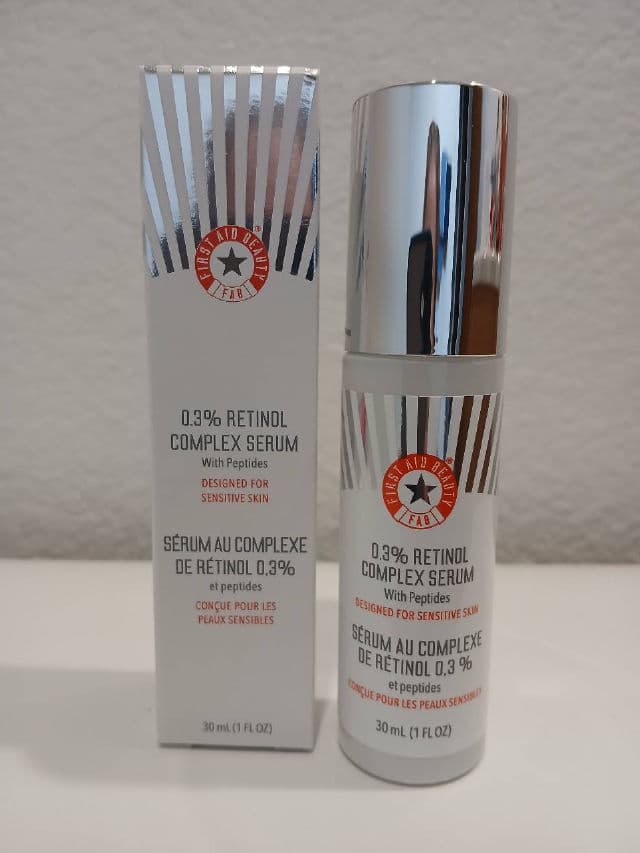 FIRST AID BEAUTY®
FAB
0.3% RETINOL
COMPLEX SERUM
With Peptides
DESIGNED FOR
SENSITIVE SKIN
SÉRUM AU COMPLEXE
DE RÉTINOL 0,3%
et peptides
CONÇUE POUR LES
PEAUX SENSIBLES
30 mL (1 FL OZ)
FIRST AID BEAUTY®
FAB
0.3% RETINOL
COMPLEX SERUM
With Peptides
DESIGNED FOR SENSITIVE SKIN
SÉRUM AU COMPLEXE
DE RÉTINOL 0,3 %
et peptides
CONÇUE POUR LES PEAUX SENSIBLES
30 mL (1 FL OZ)